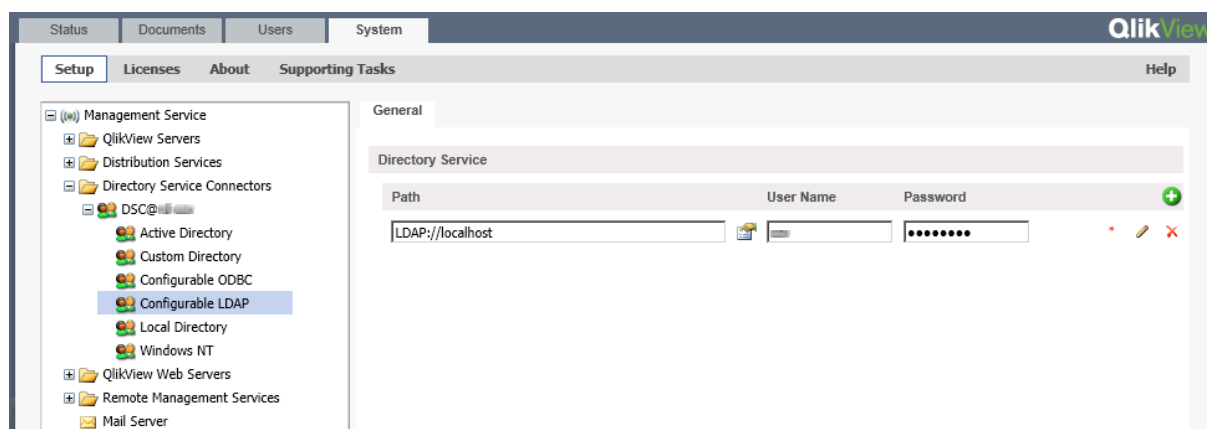 Status Documents Users System QlikView
Setup Licenses About Supporting Tasks Help
Management Service
QlikView Servers
Distribution Services
Directory Service Connectors
DSC@
Active Directory
Custom Directory
Configurable ODBC
Configurable LDAP
Local Directory
Windows NT
QlikView Web Servers
Remote Management Services
Mail Server
General
Directory Service
Path User Name Password
LDAP://localhost ••••••••
*